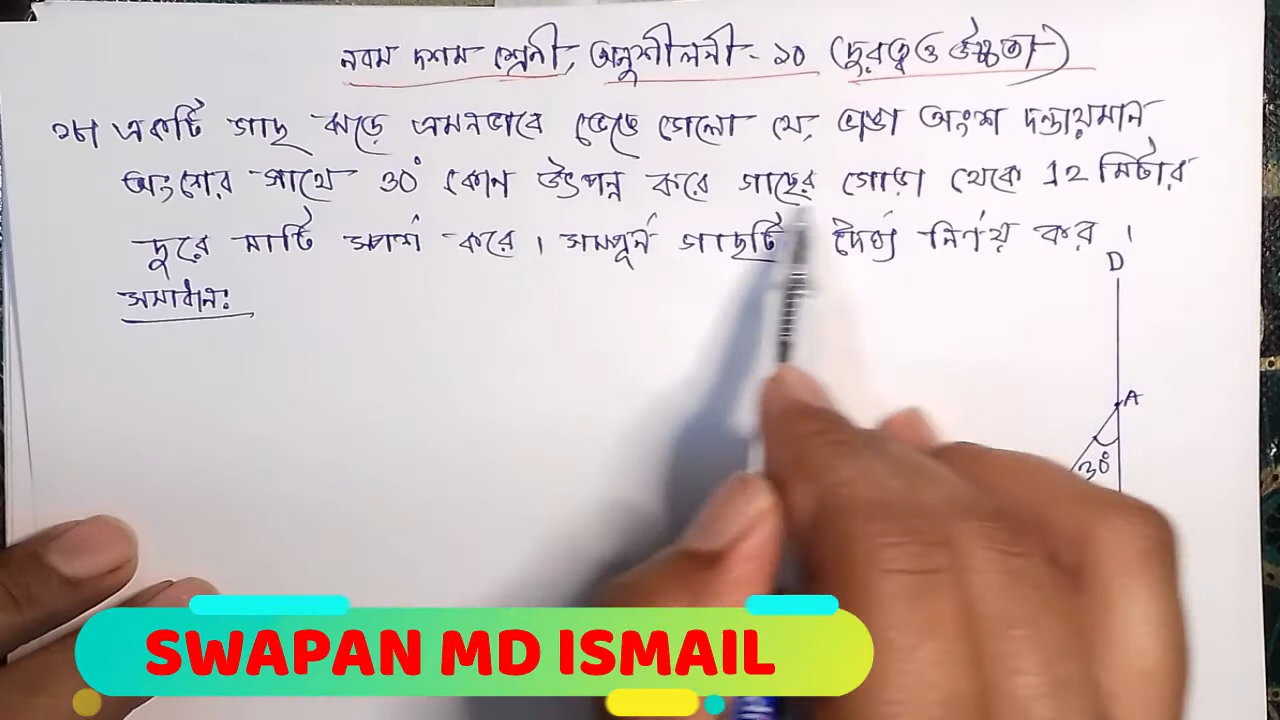 নবম দশম শ্রেনী, অনুশীলনী - ১০ (দুরত্ব ও উচ্চতা)
১৮। একটি গাছ ঝড়ে এমনভাবে ভেঙে গেলো যে, ভাঙা অংশ দন্ডায়মান
অংশের সাথে 30° কোণ উৎপন্ন করে গাছের গোড়া থেকে 12 মিটার
দুরে মাটি স্পর্শ করে। সম্পূর্ন গাছটি দৈর্ঘ্য নির্ণয় কর।
সমাধান:
D
A
30°
SWAPAN MD ISMAIL